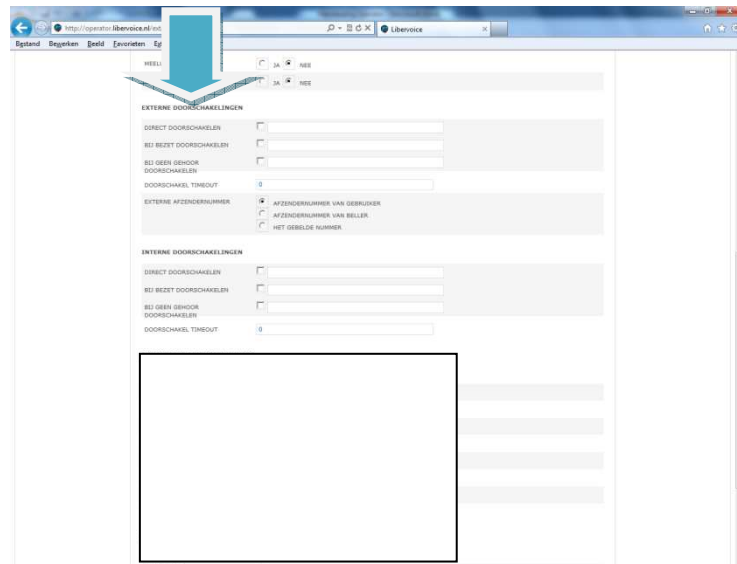 http://operator.libervoice.nl/ext
Libervoice
Bestand Bewerken Beeld Favorieten
JA NEE
JA NEE
EXTERNE DOORSCHAKELINGEN
DIRECT DOORSCHAKELEN
BIJ BEZET DOORSCHAKELEN
BIJ GEEN GEHOOR
DOORSCHAKELEN
DOORSCHAKEL TIMEOUT 0
EXTERNE AFZENDERNUMMER AFZENDERNUMMER VAN GEBRUIKER
AFZENDERNUMMER VAN BELLER
HET GEBELDE NUMMER
INTERNE DOORSCHAKELINGEN
DIRECT DOORSCHAKELEN
BIJ BEZET DOORSCHAKELEN
BIJ GEEN GEHOOR
DOORSCHAKELEN
DOORSCHAKEL TIMEOUT 0